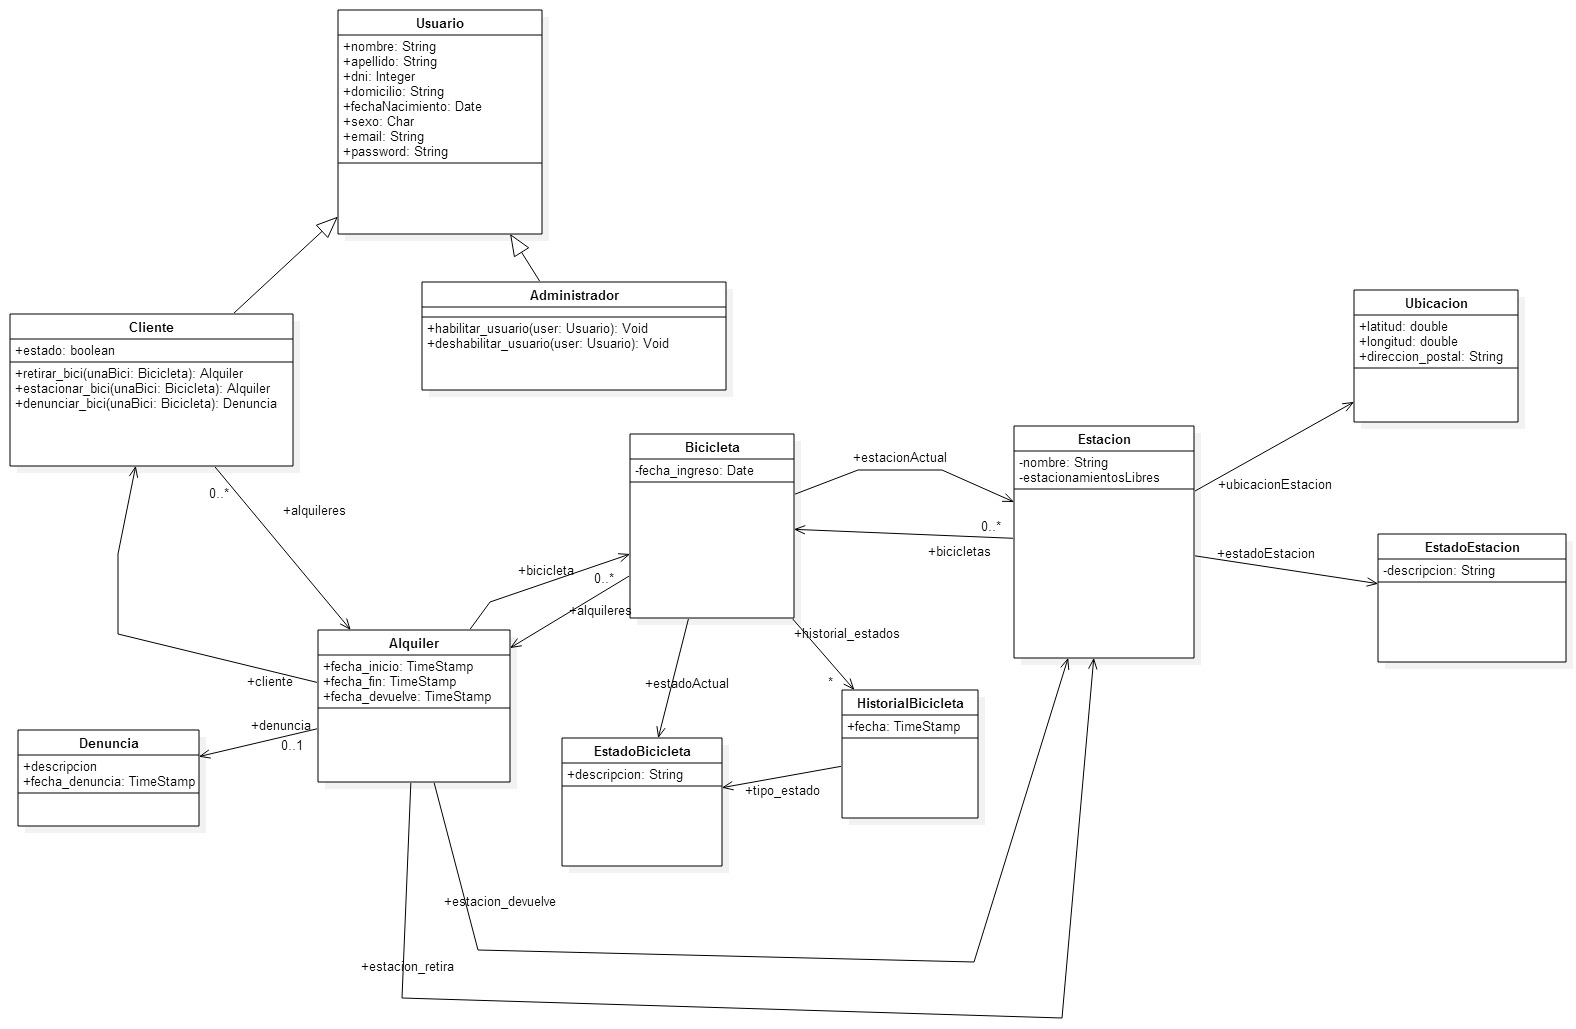 Usuario
+nombre: String
+apellido: String
+dni: Integer
+domicilio: String
+fechaNacimiento: Date
+sexo: Char
+email: String
+password: String
Administrador
+habilitar_usuario(user: Usuario): Void
+deshabilitar_usuario(user: Usuario): Void
Cliente
+estado: boolean
+retirar_bici(unaBici: Bicicleta): Alquiler
+estacionar_bici(unaBici: Bicicleta): Alquiler
+denunciar_bici(unaBici: Bicicleta): Denuncia
Ubicacion
+latitud: double
+longitud: double
+direccion_postal: String
Bicicleta
-fecha_ingreso: Date
Estacion
-nombre: String
-estacionamientosLibres
+estacionActual
+ubicacionEstacion
0..*
+alquileres
0..*
+bicicletas
+estadoEstacion
EstadoEstacion
-descripcion: String
+bicicleta
0..*
+alquileres
+historial_estados
*
Alquiler
+fecha_inicio: TimeStamp
+fecha_fin: TimeStamp
+fecha_devuelve: TimeStamp
+cliente
+estadoActual
HistorialBicicleta
+fecha: TimeStamp
+denuncia
0..1
Denuncia
+descripcion
+fecha_denuncia: TimeStamp
EstadoBicicleta
+descripcion: String
+tipo_estado
+estacion_devuelve
+estacion_retira